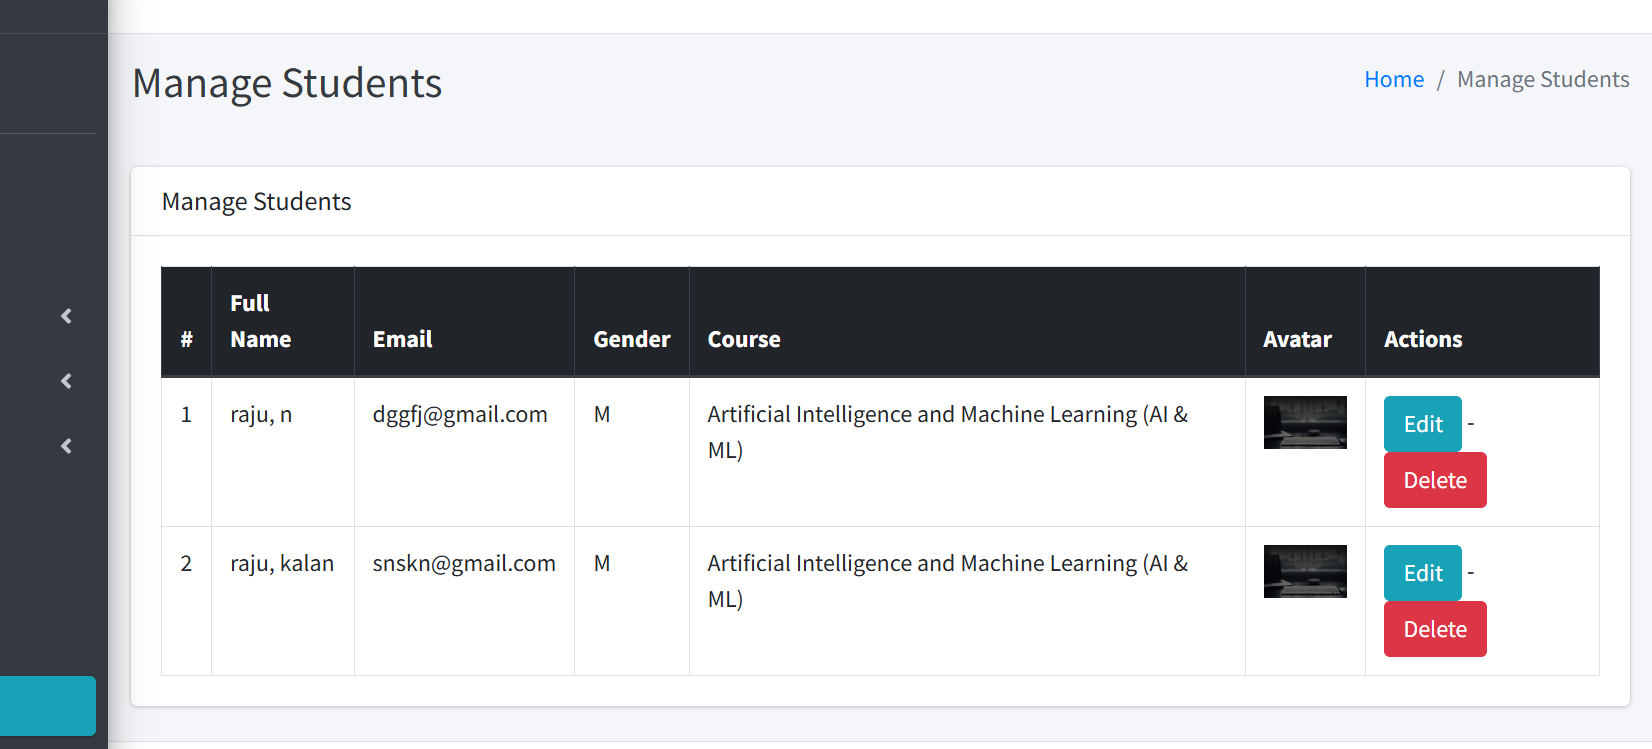 Manage Students
Home / Manage Students
Manage Students
# Full Name Email Gender Course Avatar Actions
1 raju, n dggfj@gmail.com M Artificial Intelligence and Machine Learning (AI & Edit -
ML)
Delete
2 raju, kalan snskn@gmail.com M Artificial Intelligence and Machine Learning (AI & Edit -
ML)
Delete